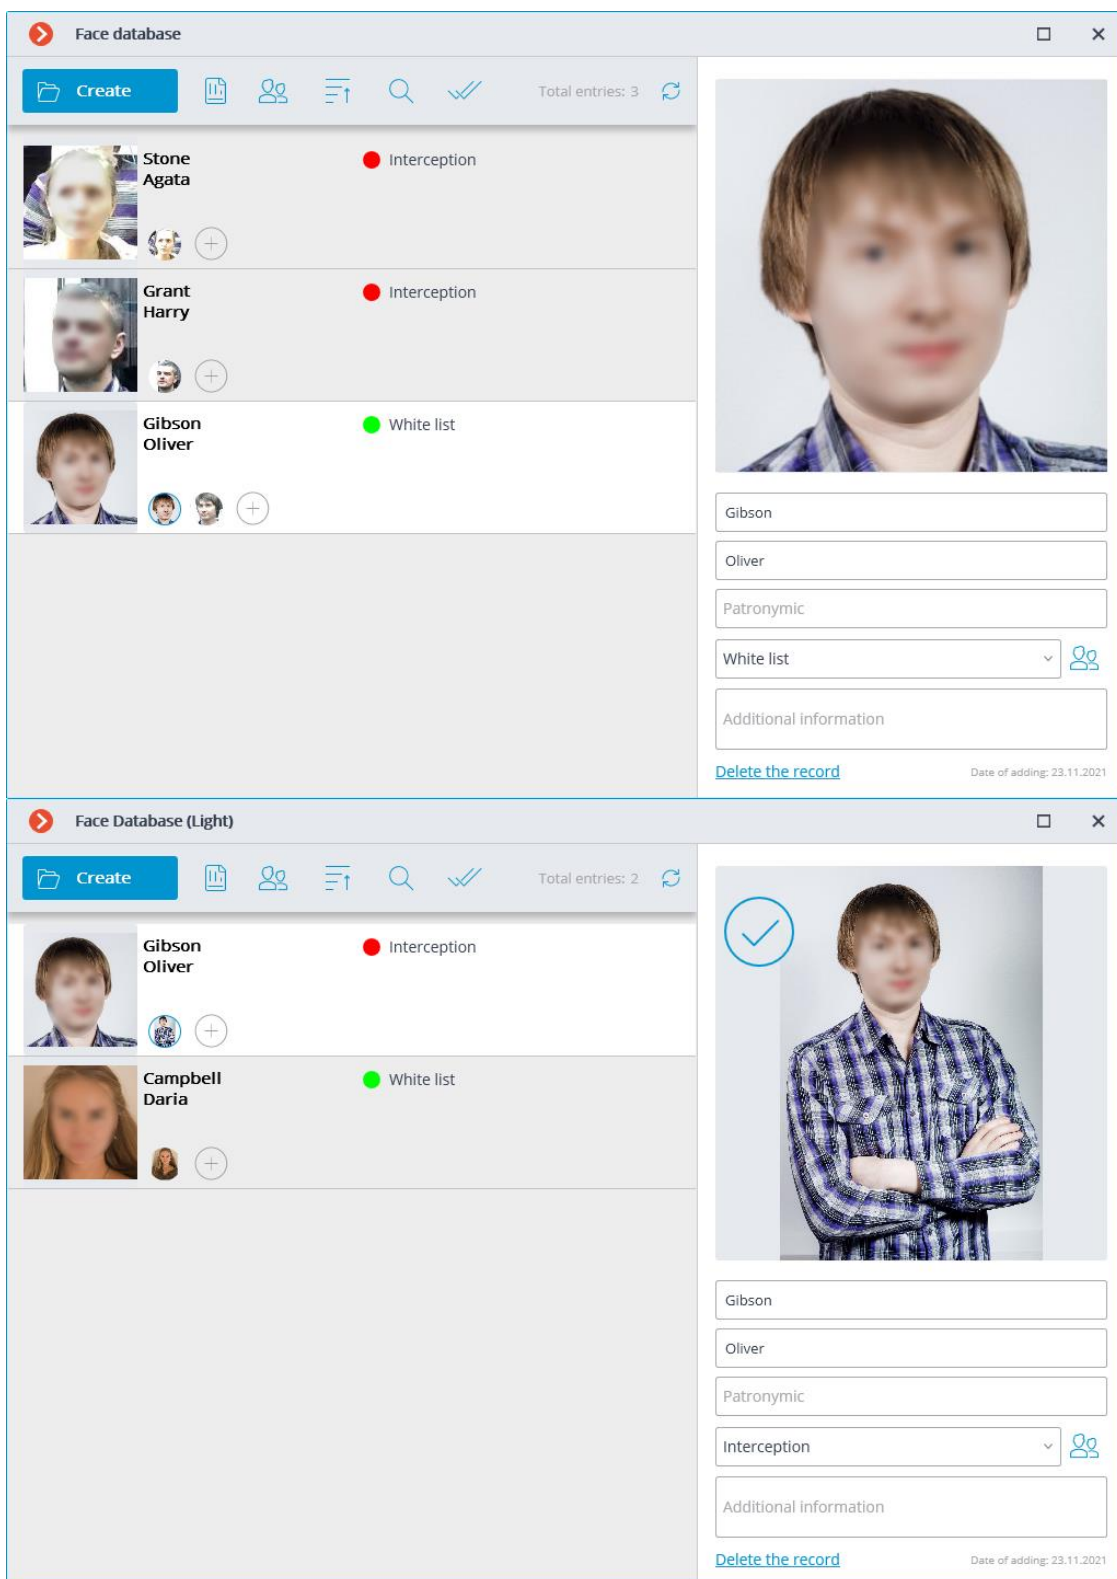 Face database
Create
Total entries: 3
Stone
Agata
Interception
Grant
Harry
Interception
Gibson
Oliver
White list
Gibson
Oliver
Patronymic
White list
Additional information
Delete the record
Date of adding: 23.11.2021
Face Database (Light)
Create
Total entries: 2
Gibson
Oliver
Interception
Campbell
Daria
White list
Gibson
Oliver
Patronymic
Interception
Additional information
Delete the record
Date of adding: 23.11.2021